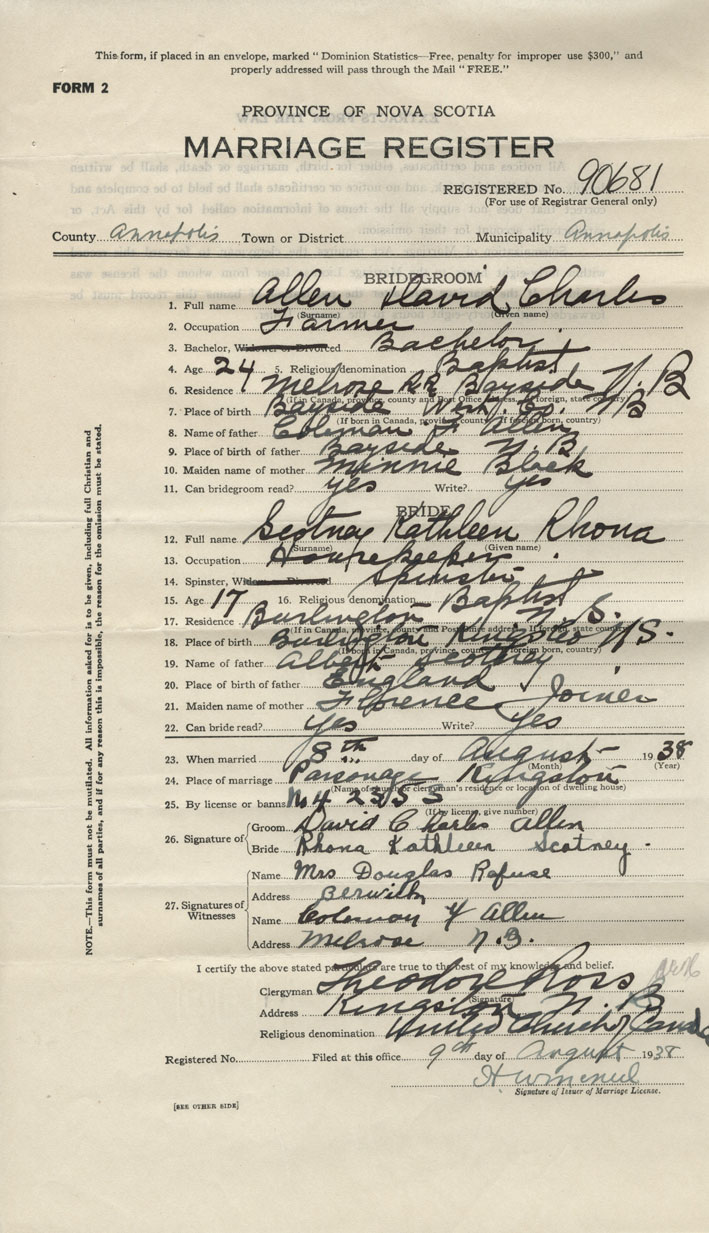 This form, if placed in an envelope, marked "Dominion Statistics—Free, penalty for improper use $300," and
properly addressed will pass through the Mail "FREE."
FORM 2
PROVINCE OF NOVA SCOTIA
MARRIAGE REGISTER
REGISTERED No. 90681
(For use of Registrar General only)
County Annapolis Town or District Municipality Annapolis
BRIDEGROOM
1. Full name Allen David Charles
(Surname) (Given name)
2. Occupation Farmer
3. Bachelor, Widower or Divorced Bachelor
4. Age 24 5. Religious denomination Baptist
6. Residence Melrose RR Bayside N. B
(If in Canada, province, county and Post Office address, if foreign, state country)
7. Place of birth Bayside West. Co. NB
(If born in Canada, province, county; if foreign born, country)
8. Name of father Coleman F Allen
9. Place of birth of father Bayside N. B
10. Maiden name of mother Minnie Black
11. Can bridegroom read? yes Write? yes
BRIDE
12. Full name Scotney Kathleen Rhona
(Surname) (Given name)
13. Occupation Housekeeper
14. Spinster, Widow or Divorced Spinster
15. Age 17 16. Religious denomination Baptist
17. Residence Burlington N. S.
(If in Canada, province, county and Post Office address, if foreign, state country)
18. Place of birth Burlington Kings Co N. S.
(If born in Canada, province, county; if foreign born, country)
19. Name of father Albert Scotney
20. Place of birth of father England
21. Maiden name of mother Florence Joiner
22. Can bride read? yes Write? yes
23. When married 8th day of August 1938
(Month) (Year)
24. Place of marriage Parsonage Kingston
(Name of church or clergyman's residence or location of dwelling house)
25. By license or banns No 4 2353
(If by license, give number)
26. Signature of Groom David Charles Allen
Bride Rhona Kathleen Scotney
27. Signatures of Witnesses Name Mrs Douglas Rafuse
Address Berwick
Name Coleman F Allen
Address Melrose N.B.
I certify the above stated particulars are true to the best of my knowledge and belief.
Clergyman Theodore Ross
(Signature)
Address Kingston N. S
Religious denomination United Church of Canada
Registered No. Filed at this office 9th day of August 1938
Signature of Issuer of Marriage License.
[SEE OTHER SIDE]
NOTE.—This form must not be mutilated. All information asked for is to be given, including full Christian and
surnames of all parties, and if for any reason this is impossible, the reason for the omission must be stated.